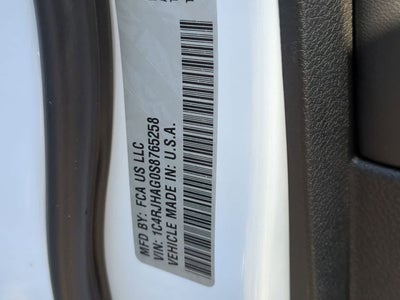 MFD BY: FCA US LLC
VIN: 1C4RJHAG0S8765258
VEHICLE MADE IN: U.S.A.